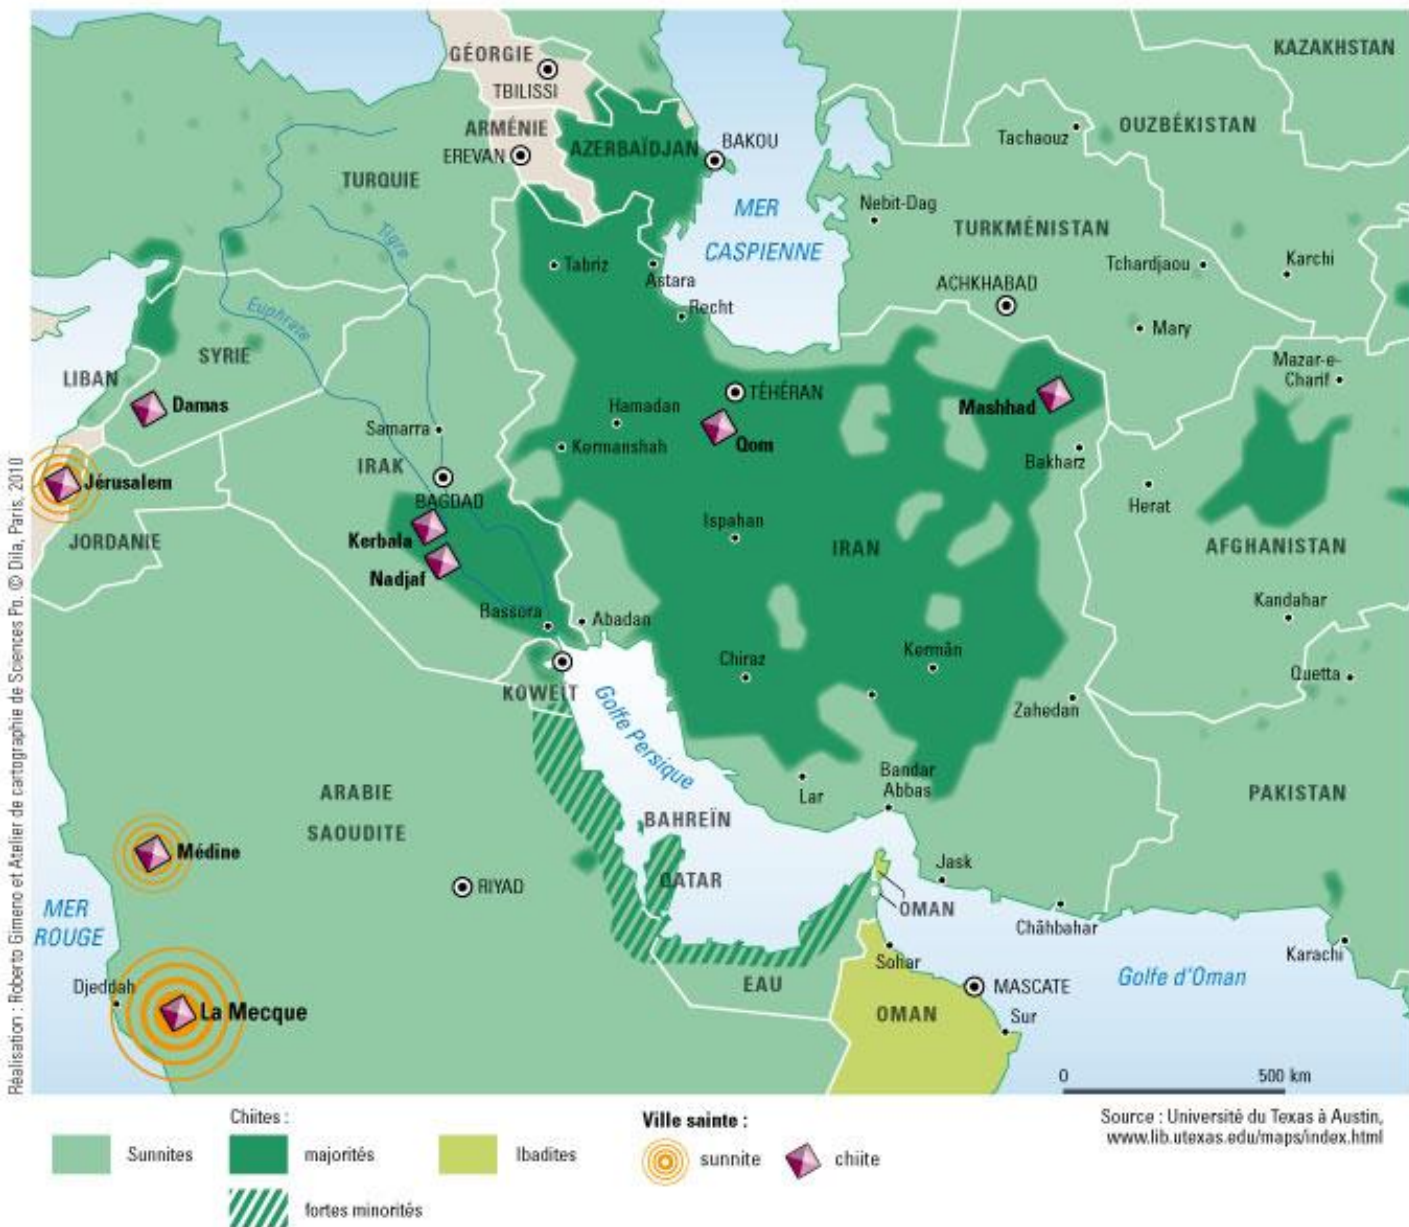 GÉORGIE
TBILISSI
ARMÉNIE
EREVAN
AZERBAÏDJAN
BAKOU
KAZAKHSTAN
OUZBÉKISTAN
Tachaouz
TURQUIE
Tigre
MER
CASPIENNE
Nebit-Dag
TURKMÉNISTAN
Tchardjaou
Karchi
Tabriz
Astara
Recht
ACHKHABAD
Mary
Euphrate
SYRIE
LIBAN
Damas
Mazar-e-
Charif
TÉHÉRAN
Hamadan
Qom
Mashhad
Samarra
Kermanshah
IRAK
BAGDAD
Bakharz
Herat
Jérusalem
JORDANIE
Kerbala
Nadjaf
Ispahan
IRAN
AFGHANISTAN
Kandahar
Bassora
Abadan
Chiraz
Kermân
Quetta
KOWEÏT
Golfe Persique
Zahedan
ARABIE
SAOUDITE
Lar
Bandar
Abbas
PAKISTAN
BAHREÏN
Médine
RIYAD
QATAR
Jask
OMAN
Châhbahar
MER
ROUGE
Karachi
Djeddah
La Mecque
EAU
Sohar
MASCATE
Golfe d'Oman
OMAN
Sur
0 500 km
Réalisation : Roberto Gimeno et Atelier de cartographie de Sciences Po. © Dila, Paris, 2010
Sunnites
Chiites :
majorités
fortes minorités
Ibadites
Ville sainte :
sunnite
chiite
Source : Université du Texas à Austin,
www.lib.utexas.edu/maps/index.html